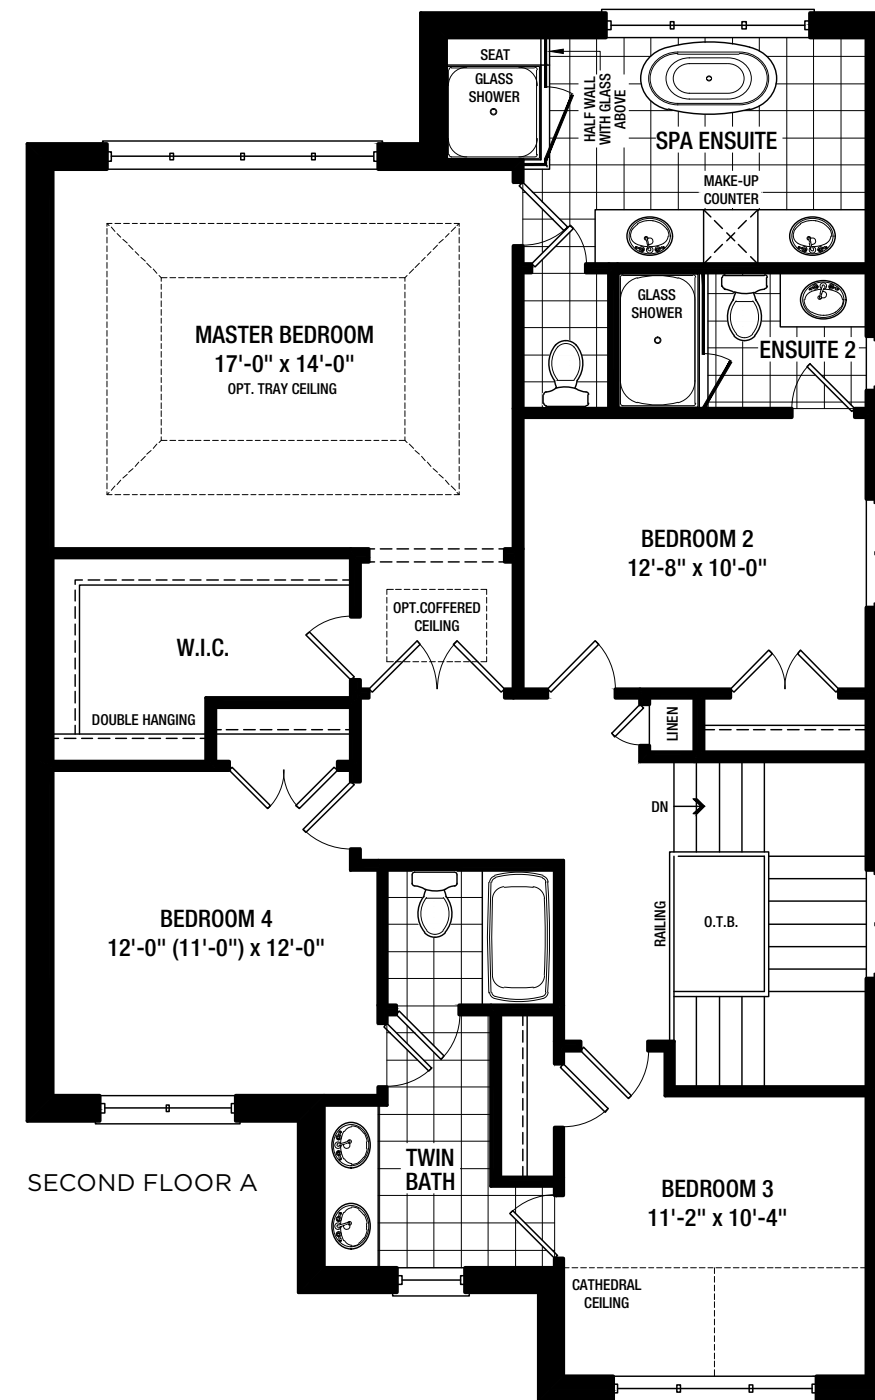 SEAT
GLASS
SHOWER
HALF WALL
WITH GLASS
ABOVE
SPA ENSUITE
MAKE-UP
COUNTER
GLASS
SHOWER
ENSUITE 2
MASTER BEDROOM
17'-0" x 14'-0"
OPT. TRAY CEILING
BEDROOM 2
12'-8" x 10'-0"
OPT.COFFERED
CEILING
W.I.C.
DOUBLE HANGING
LINEN
DN
RAILING
O.T.B.
BEDROOM 4
12'-0" (11'-0") x 12'-0"
TWIN
BATH
SECOND FLOOR A
BEDROOM 3
11'-2" x 10'-4"
CATHEDRAL
CEILING